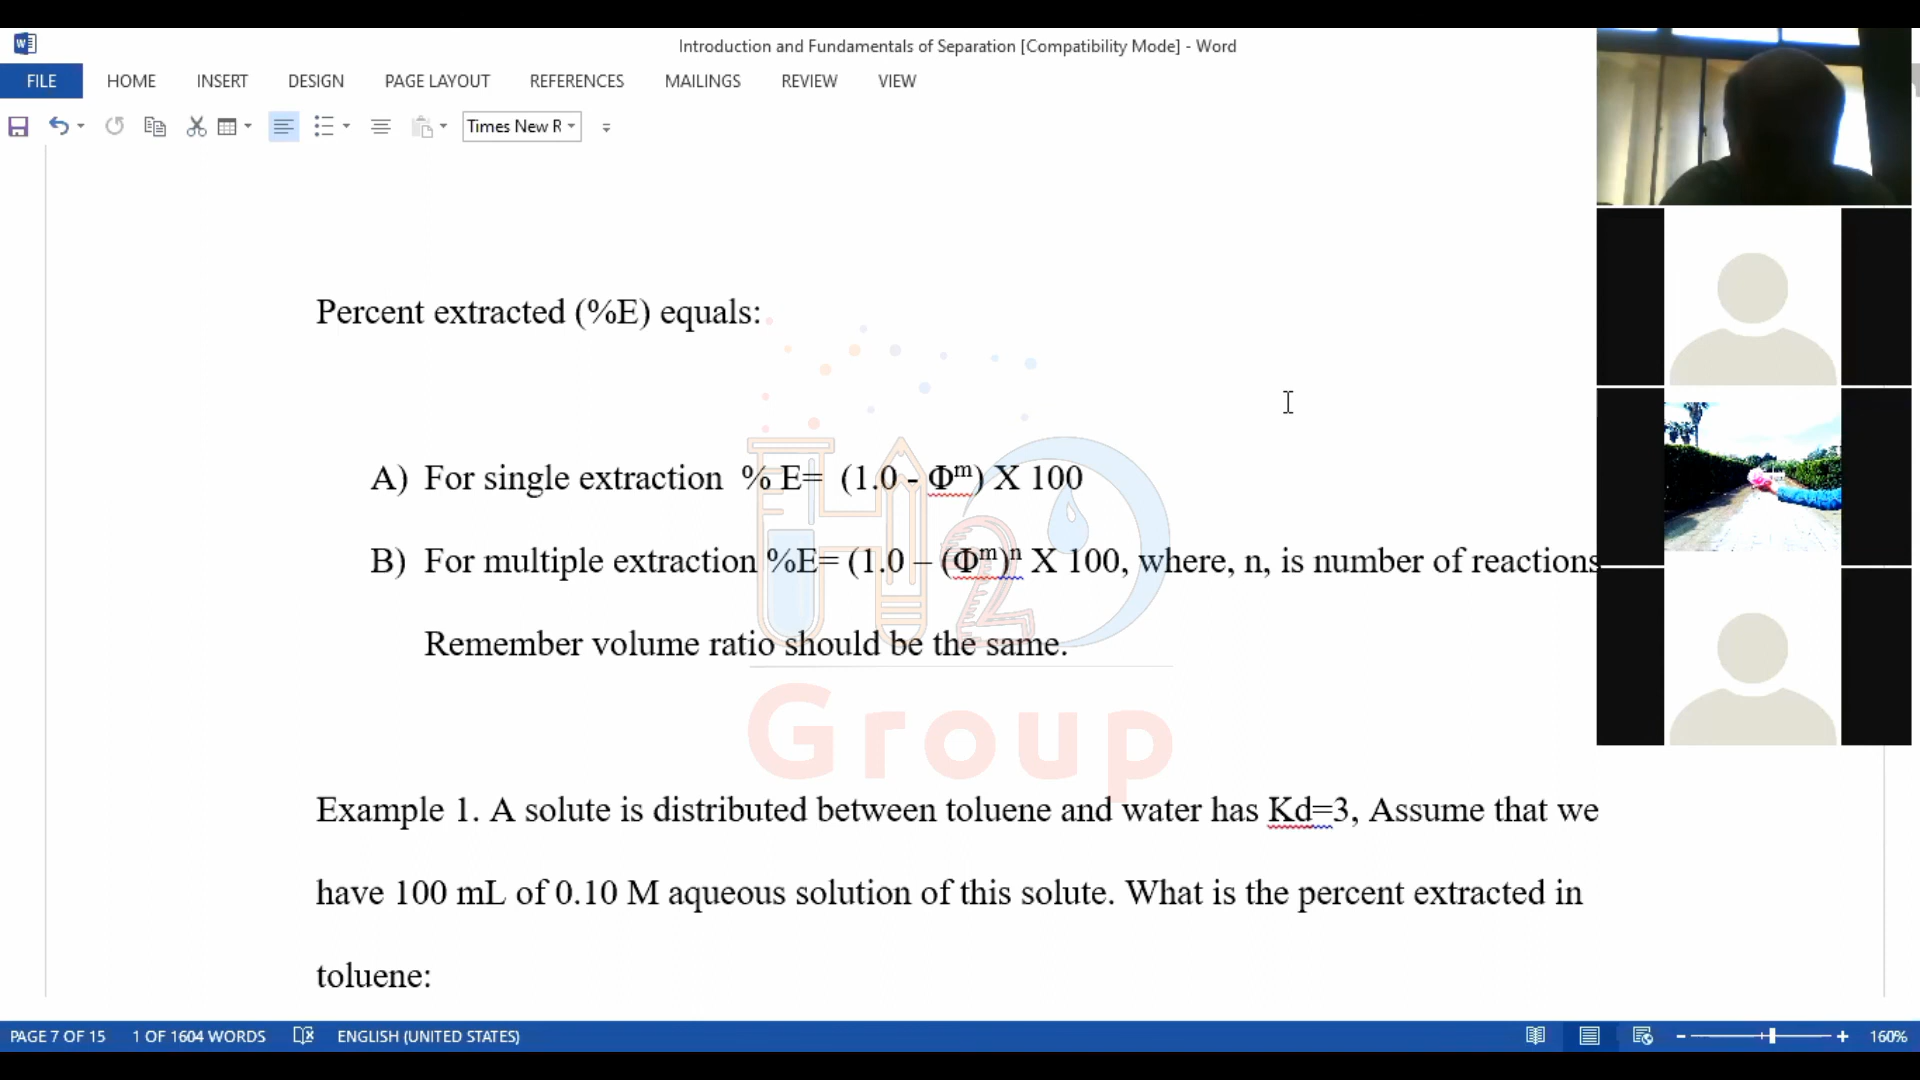 Introduction and Fundamentals of Separation [Compatibility Mode] - Word
FILE HOME INSERT DESIGN PAGE LAYOUT REFERENCES MAILINGS REVIEW VIEW
Times New R
Percent extracted (%E) equals:
A) For single extraction % E= (1.0 - Φᵐ) X 100
B) For multiple extraction %E= (1.0 – (Φᵐ)ⁿ X 100, where, n, is number of reactions
Remember volume ratio should be the same.
H2O
Group
Example 1. A solute is distributed between toluene and water has Kd=3, Assume that we
have 100 mL of 0.10 M aqueous solution of this solute. What is the percent extracted in
toluene:
PAGE 7 OF 15 1 OF 1604 WORDS ENGLISH (UNITED STATES) 160%